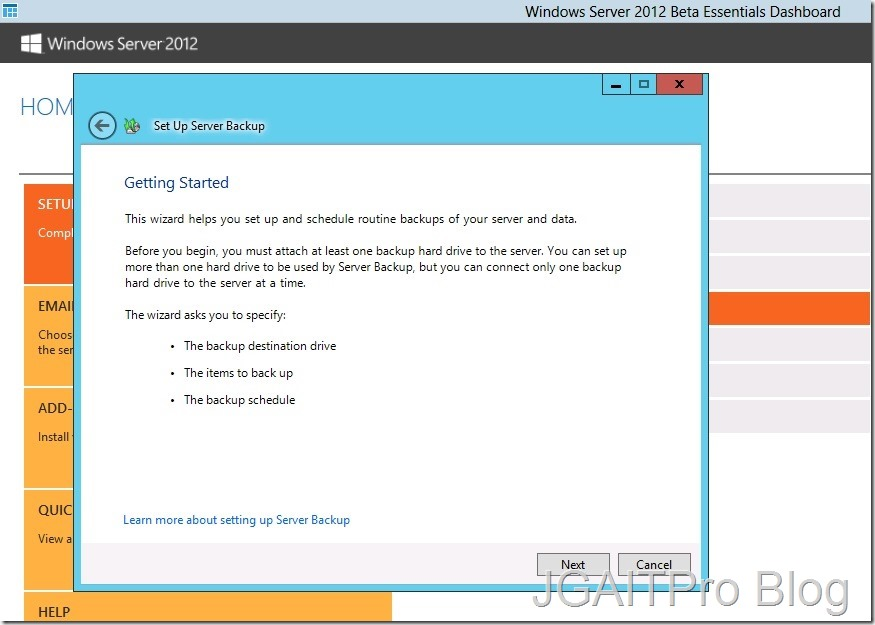 Windows Server 2012 Beta Essentials Dashboard
Windows Server 2012
HOM
Set Up Server Backup
Getting Started
This wizard helps you set up and schedule routine backups of your server and data.
Before you begin, you must attach at least one backup hard drive to the server. You can set up
more than one hard drive to be used by Server Backup, but you can connect only one backup
hard drive to the server at a time.
The wizard asks you to specify:
• The backup destination drive
• The items to back up
• The backup schedule
Learn more about setting up Server Backup
Next
Cancel
SETU
Compl
EMAI
Choos
the ser
ADD-
Install
QUIC
View a
HELP
JGAITPro Blog